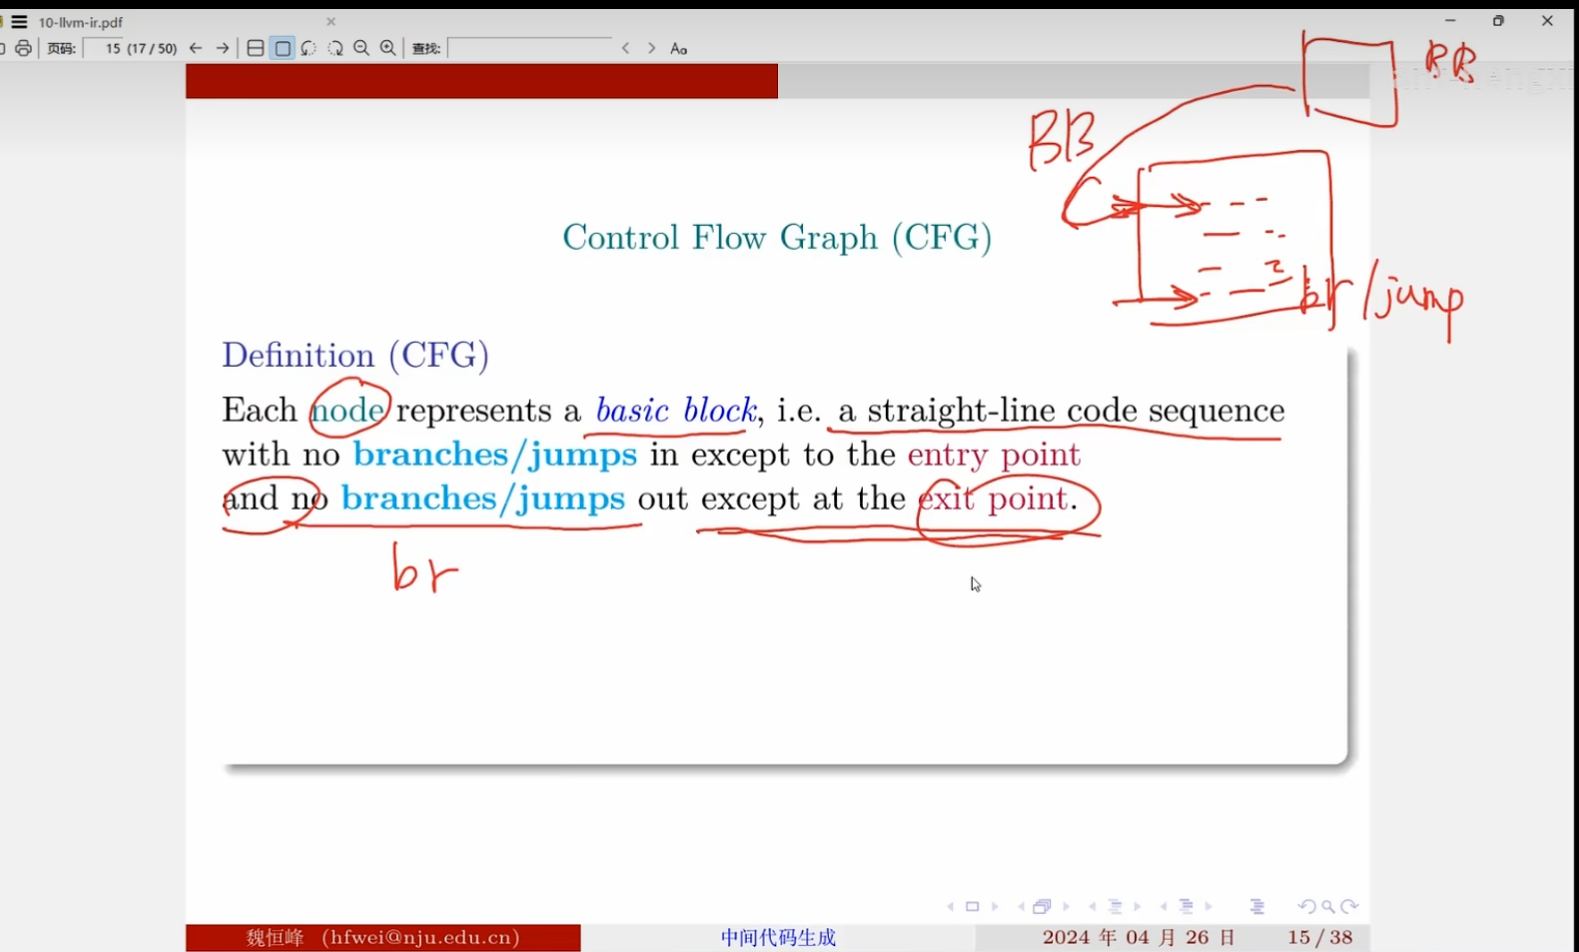 10-llvm-ir.pdf
页码: 15 (17 / 50) 查找: Aa
BB
BB
br/jump
Control Flow Graph (CFG)
Definition (CFG)
Each node represents a basic block, i.e. a straight-line code sequence
with no branches/jumps in except to the entry point
and no branches/jumps out except at the exit point.
br
魏恒峰 (hfwei@nju.edu.cn) 中间代码生成 2024 年 04 月 26 日 15 / 38